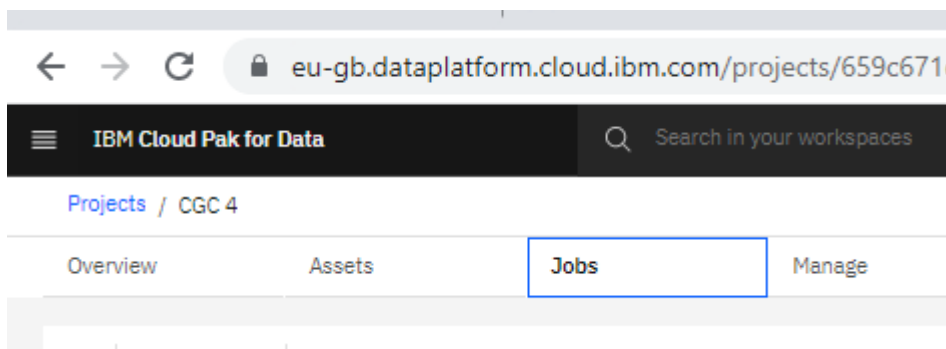 eu-gb.dataplatform.cloud.ibm.com/projects/659c671
IBM Cloud Pak for Data Search in your workspaces
Projects / CGC 4
Overview Assets Jobs Manage